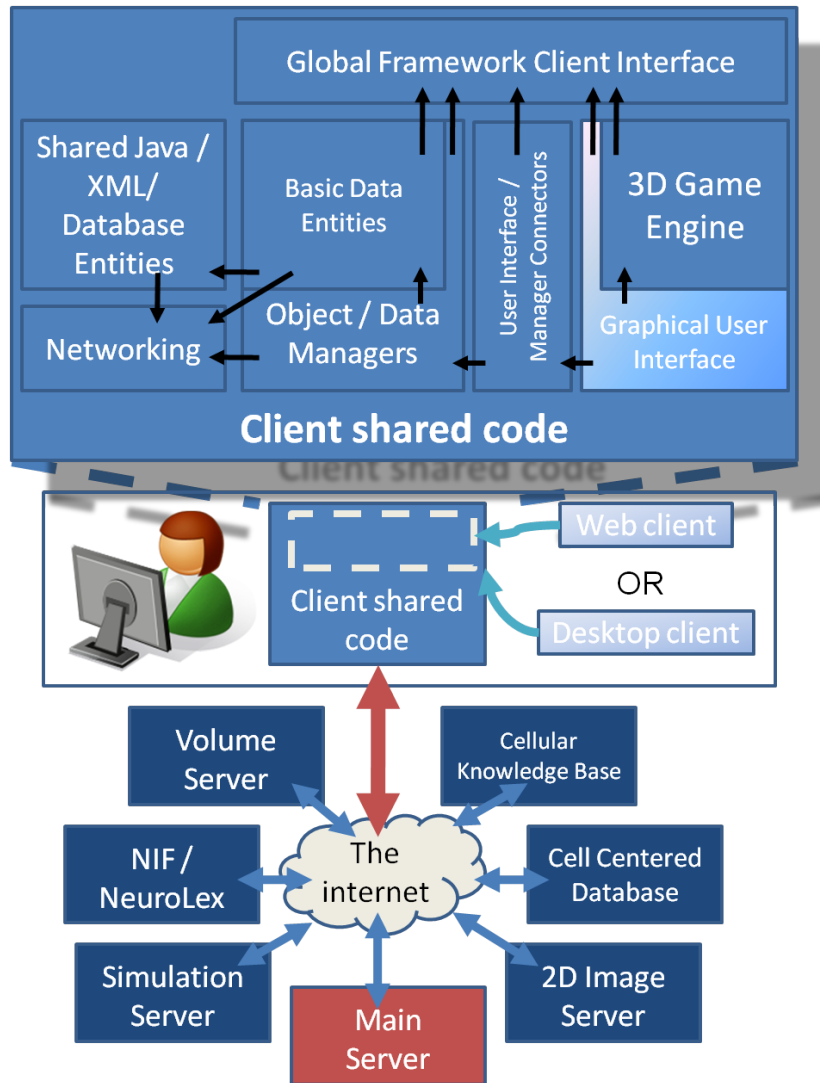 Global Framework Client Interface
Shared Java /
XML/
Database
Entities
Basic Data
Entities
User Interface /
Manager Connectors
3D Game
Engine
Networking
Object / Data
Managers
Graphical User
Interface
Client shared code
Client shared code
Client shared
code
Web client
OR
Desktop client
Volume
Server
Cellular
Knowledge Base
NIF /
NeuroLex
The
internet
Cell Centered
Database
Simulation
Server
Main
Server
2D Image
Server